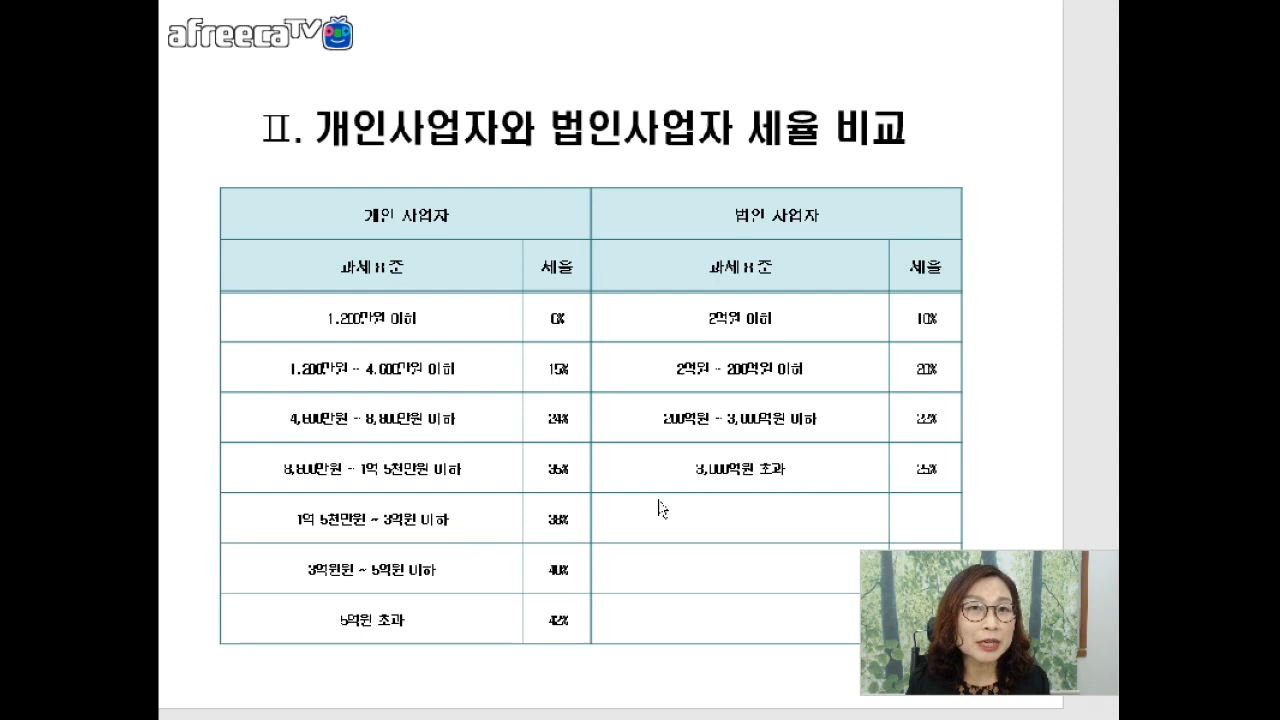 afreecaTV
Ⅱ. 개인사업자와 법인사업자 세율 비교
개인 사업자 법인 사업자
과세표준 세율 과세표준 세율
1,200만원 이하 6% 2억원 이하 10%
1,200만원 ~ 4,600만원 이하 15% 2억원 ~ 200억원 이하 20%
4,600만원 ~ 8,800만원 이하 24% 200억원 ~ 3,000억원 이하 22%
8,800만원 ~ 1억 5천만원 이하 35% 3,000억원 초과 25%
1억 5천만원 ~ 3억원 이하 38%
3억원원 ~ 5억원 이하 40%
5억원 초과 42%